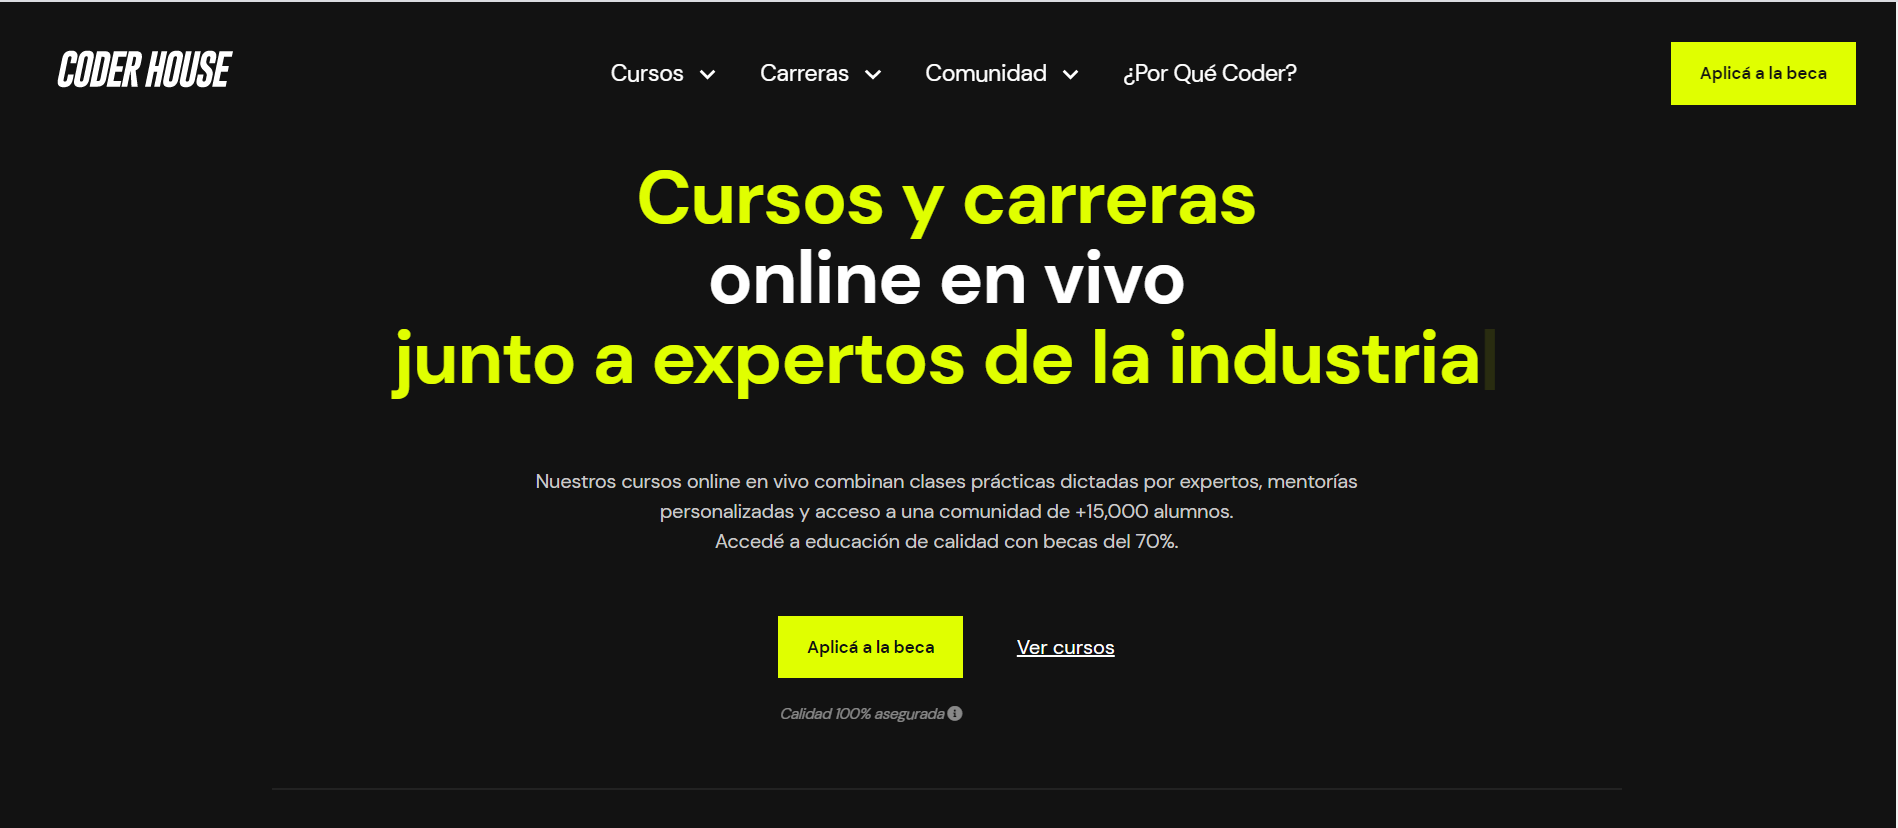 CODER HOUSE
Cursos
Carreras
Comunidad
¿Por Qué Coder?
Aplicá a la beca
Cursos y carreras
online en vivo
junto a expertos de la industria
Nuestros cursos online en vivo combinan clases prácticas dictadas por expertos, mentorías
personalizadas y acceso a una comunidad de +15,000 alumnos.
Accedé a educación de calidad con becas del 70%.
Aplicá a la beca
Ver cursos
Calidad 100% asegurada